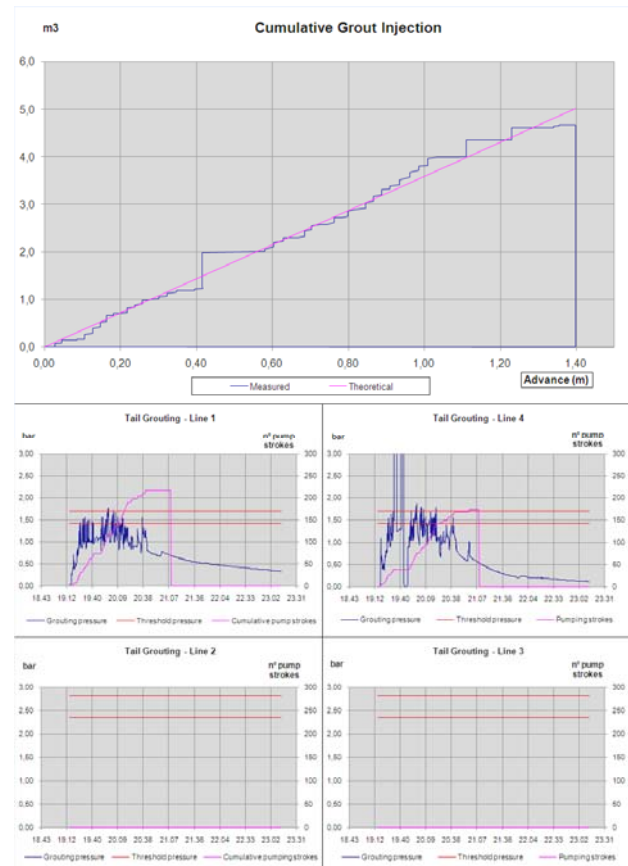 m3
Cumulative Grout Injection
6,0
5,0
4,0
3,0
2,0
1,0
0,0
0,00 0,20 0,40 0,60 0,80 1,00 1,20 1,40
Advance (m)
Measured Theoretical
Tail Grouting - Line 1
bar
n° pump strokes
3,00 300
2,50 250
2,00 200
1,50 150
1,00 100
0,50 50
0,00 0
18.43 19.12 19.40 20.09 20.38 21.07 21.36 22.04 22.33 23.02 23.31
Grouting pressure Threshold pressure Cumulative pump strokes
Tail Grouting - Line 4
bar
n° pump strokes
3,00 300
2,50 250
2,00 200
1,50 150
1,00 100
0,50 50
0,00 0
18.43 19.12 19.40 20.09 20.38 21.07 21.36 22.04 22.33 23.02 23.31
Grouting pressure Threshold pressure Pumping strokes
Tail Grouting - Line 2
bar
n° pump strokes
3,00 300
2,50 250
2,00 200
1,50 150
1,00 100
0,50 50
0,00 0
18.43 19.12 19.40 20.09 20.38 21.07 21.36 22.04 22.33 23.02 23.31
Grouting pressure Threshold pressure Cumulative pumping strokes
Tail Grouting - Line 3
bar
n° pump strokes
3,00 300
2,50 250
2,00 200
1,50 150
1,00 100
0,50 50
0,00 0
18.43 19.12 19.40 20.09 20.38 21.07 21.36 22.04 22.33 23.02 23.31
Grouting pressure Threshold pressure Pumping strokes